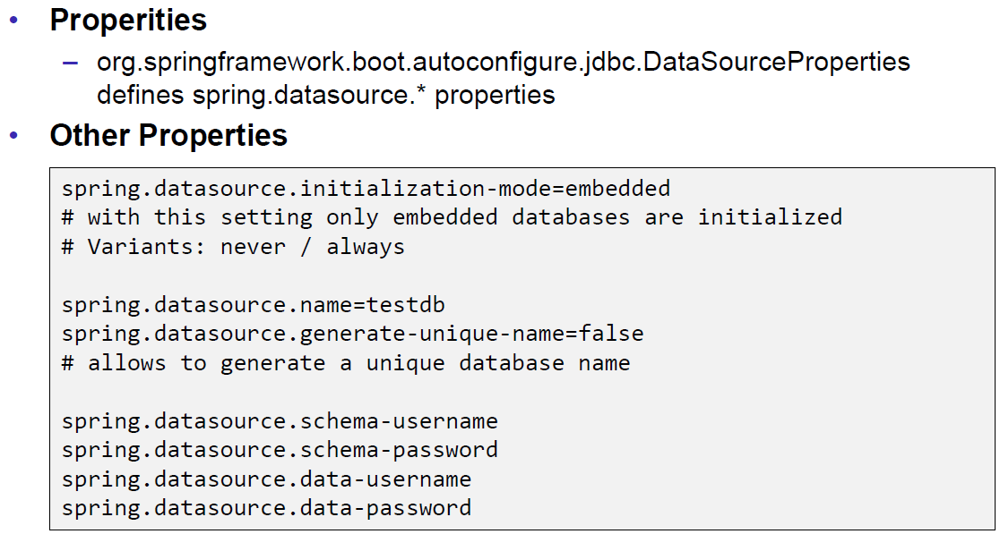 • Properities
– org.springframework.boot.autoconfigure.jdbc.DataSourceProperties
defines spring.datasource.* properties
• Other Properties
spring.datasource.initialization-mode=embedded
# with this setting only embedded databases are initialized
# Variants: never / always
spring.datasource.name=testdb
spring.datasource.generate-unique-name=false
# allows to generate a unique database name
spring.datasource.schema-username
spring.datasource.schema-password
spring.datasource.data-username
spring.datasource.data-password